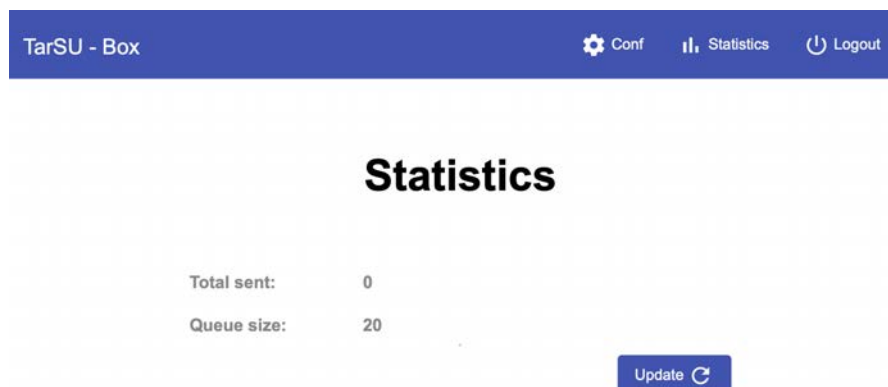 TarSU - Box Conf Statistics Logout
Statistics
Total sent: 0
Queue size: 20
Update